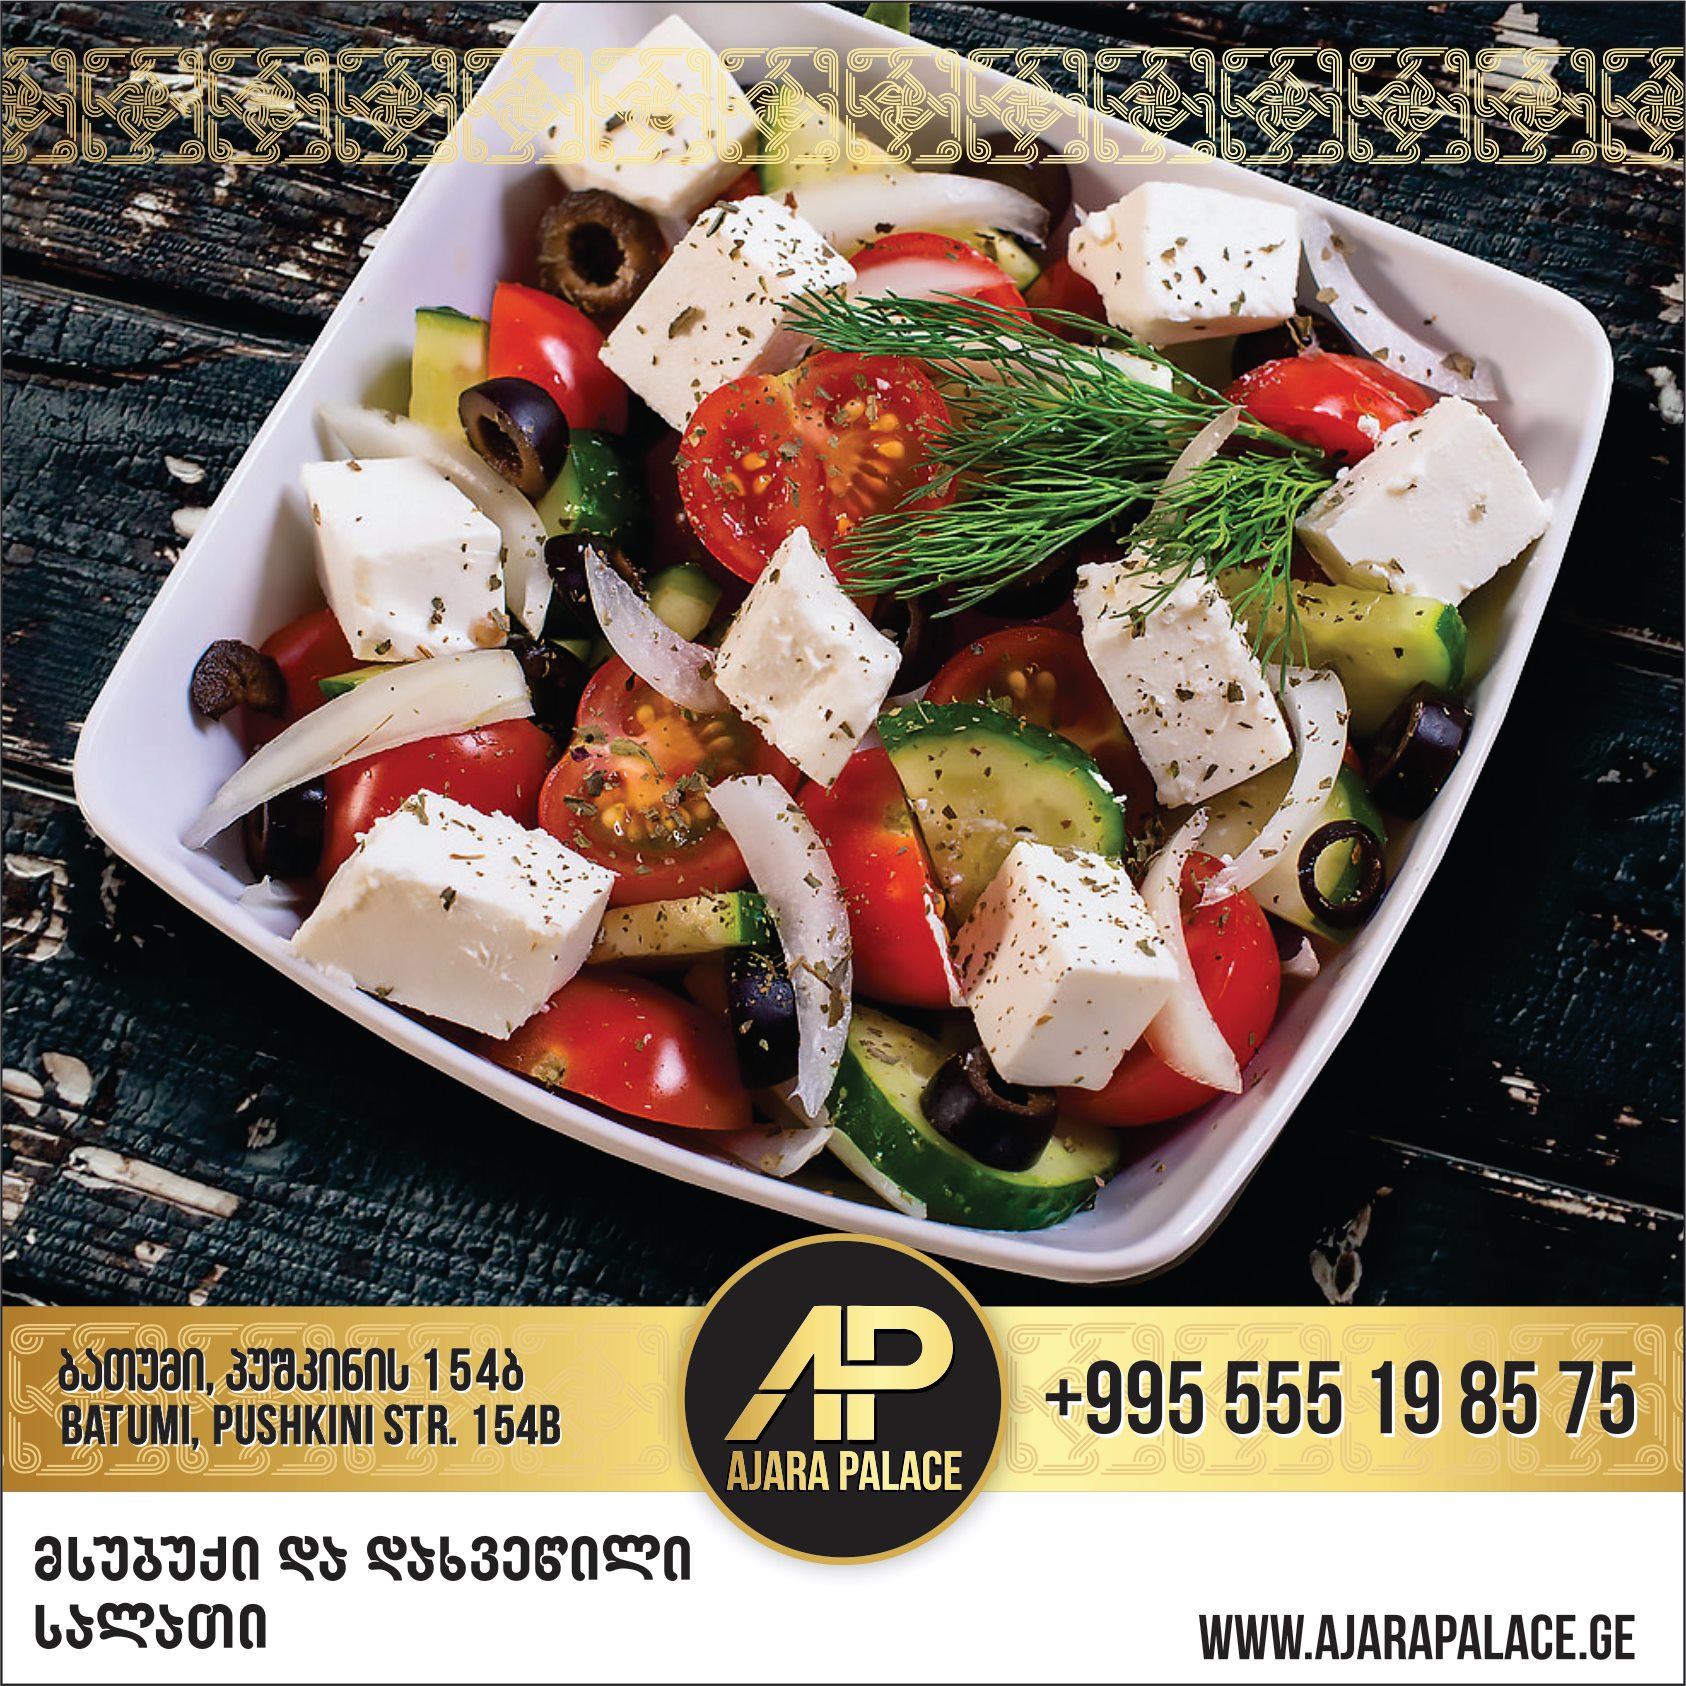 ბათუმი, პუშკინის 154ბ
BATUMI, PUSHKINI STR. 154B
AP
AJARA PALACE
+995 555 19 85 75
მსუბუქი და დახვეწილი
სალათი
WWW.AJARAPALACE.GE